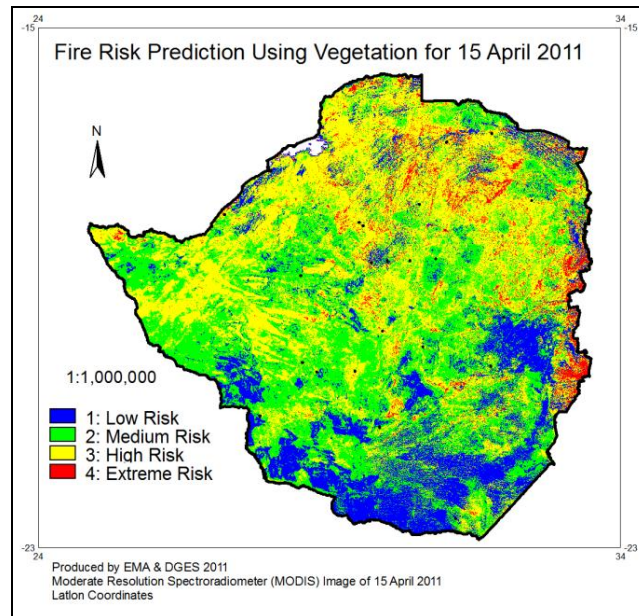 24 34
-15 -15
Fire Risk Prediction Using Vegetation for 15 April 2011
N
1:1,000,000
1: Low Risk
2: Medium Risk
3: High Risk
4: Extreme Risk
-23 -23
24 34
Produced by EMA & DGES 2011
Moderate Resolution Spectroradiometer (MODIS) Image of 15 April 2011
Latlon Coordinates